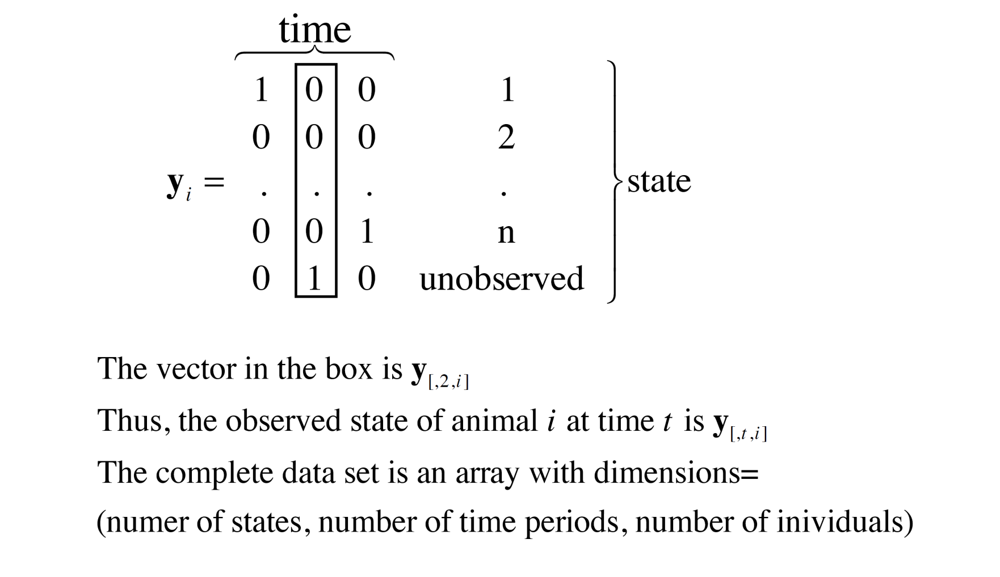 time
1 0 0 1
0 0 0 2
y_i = . . . . state
0 0 1 n
0 1 0 unobserved
The vector in the box is y_[,2,i]
Thus, the observed state of animal i at time t is y_[,t,i]
The complete data set is an array with dimensions=
(numer of states, number of time periods, number of inividuals)